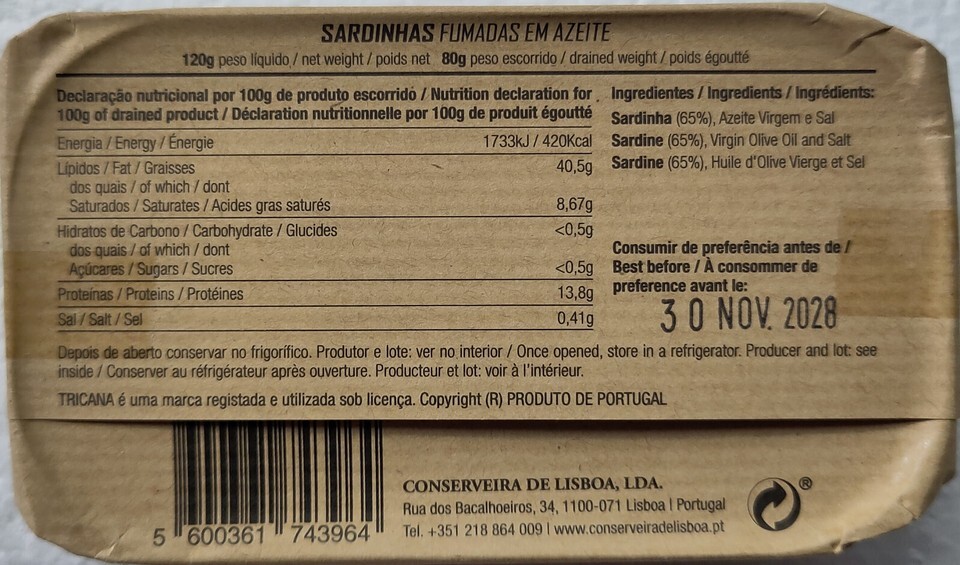 SARDINHAS FUMADAS EM AZEITE
120g peso líquido / net weight / poids net 80g peso escorrido / drained weight / poids égoutté
Declaração nutricional por 100g de produto escorrido / Nutrition declaration for
100g of drained product / Déclaration nutritionnelle por 100g de produit égoutté
Energia / Energy / Énergie 1733kJ / 420Kcal
Lípidos / Fat / Graisses 40,5g
dos quais / of which / dont
Saturados / Saturates / Acides gras saturés 8,67g
Hidratos de Carbono / Carbohydrate / Glucides <0,5g
dos quais / of which / dont
Açúcares / Sugars / Sucres <0,5g
Proteínas / Proteins / Protéines 13,8g
Sal / Salt / Sel 0,41g
Ingredientes / Ingredients / Ingrédients:
Sardinha (65%), Azeite Virgem e Sal
Sardine (65%), Virgin Olive Oil and Salt
Sardine (65%), Huile d'Olive Vierge et Sel
Consumir de preferência antes de /
Best before / À consommer de
preference avant le:
30 NOV. 2028
Depois de aberto conservar no frigorífico. Produtor e lote: ver no interior / Once opened, store in a refrigerator. Producer and lot: see
inside / Conserver au réfrigérateur après ouverture. Producteur et lot: voir à l'intérieur.
TRICANA é uma marca registada e utilizada sob licença. Copyright (R) PRODUTO DE PORTUGAL
CONSERVEIRA DE LISBOA, LDA.
Rua dos Bacalhoeiros, 34, 1100-071 Lisboa | Portugal
Tel. +351 218 864 009 | www.conserveiradelisboa.pt
®
5 600361 743964